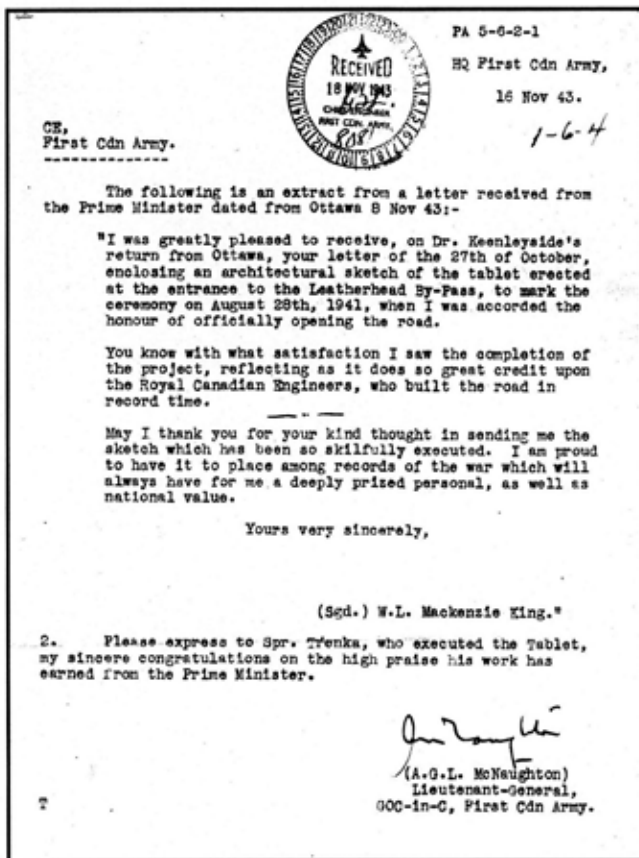 PA 5-6-2-1
HQ First Cdn Army,
16 Nov 43.
1-6-4
RECEIVED
18 NOV 1943
CHIEF ENGINEER
FIRST CDN. ARMY.
8081
CE,
First Cdn Army.
--------------
The following is an extract from a letter received from
the Prime Minister dated from Ottawa 8 Nov 43:-
"I was greatly pleased to receive, on Dr. Keenleyside's
return from Ottawa, your letter of the 27th of October,
enclosing an architectural sketch of the tablet erected
at the entrance to the Leatherhead By-Pass, to mark the
ceremony on August 28th, 1941, when I was accorded the
honour of officially opening the road.
You know with what satisfaction I saw the completion of
the project, reflecting as it does so great credit upon
the Royal Canadian Engineers, who built the road in
record time.
May I thank you for your kind thought in sending me the
sketch which has been so skilfully executed. I am proud
to have it to place among records of the war which will
always have for me a deeply prized personal, as well as
national value.
Yours very sincerely,
(Sgd.) W.L. Mackenzie King."
2. Please express to Spr. Trenka, who executed the Tablet,
my sincere congratulations on the high praise his work has
earned from the Prime Minister.
(A.G.L. McNaughton)
Lieutenant-General,
GOC-in-C, First Cdn Army.
T